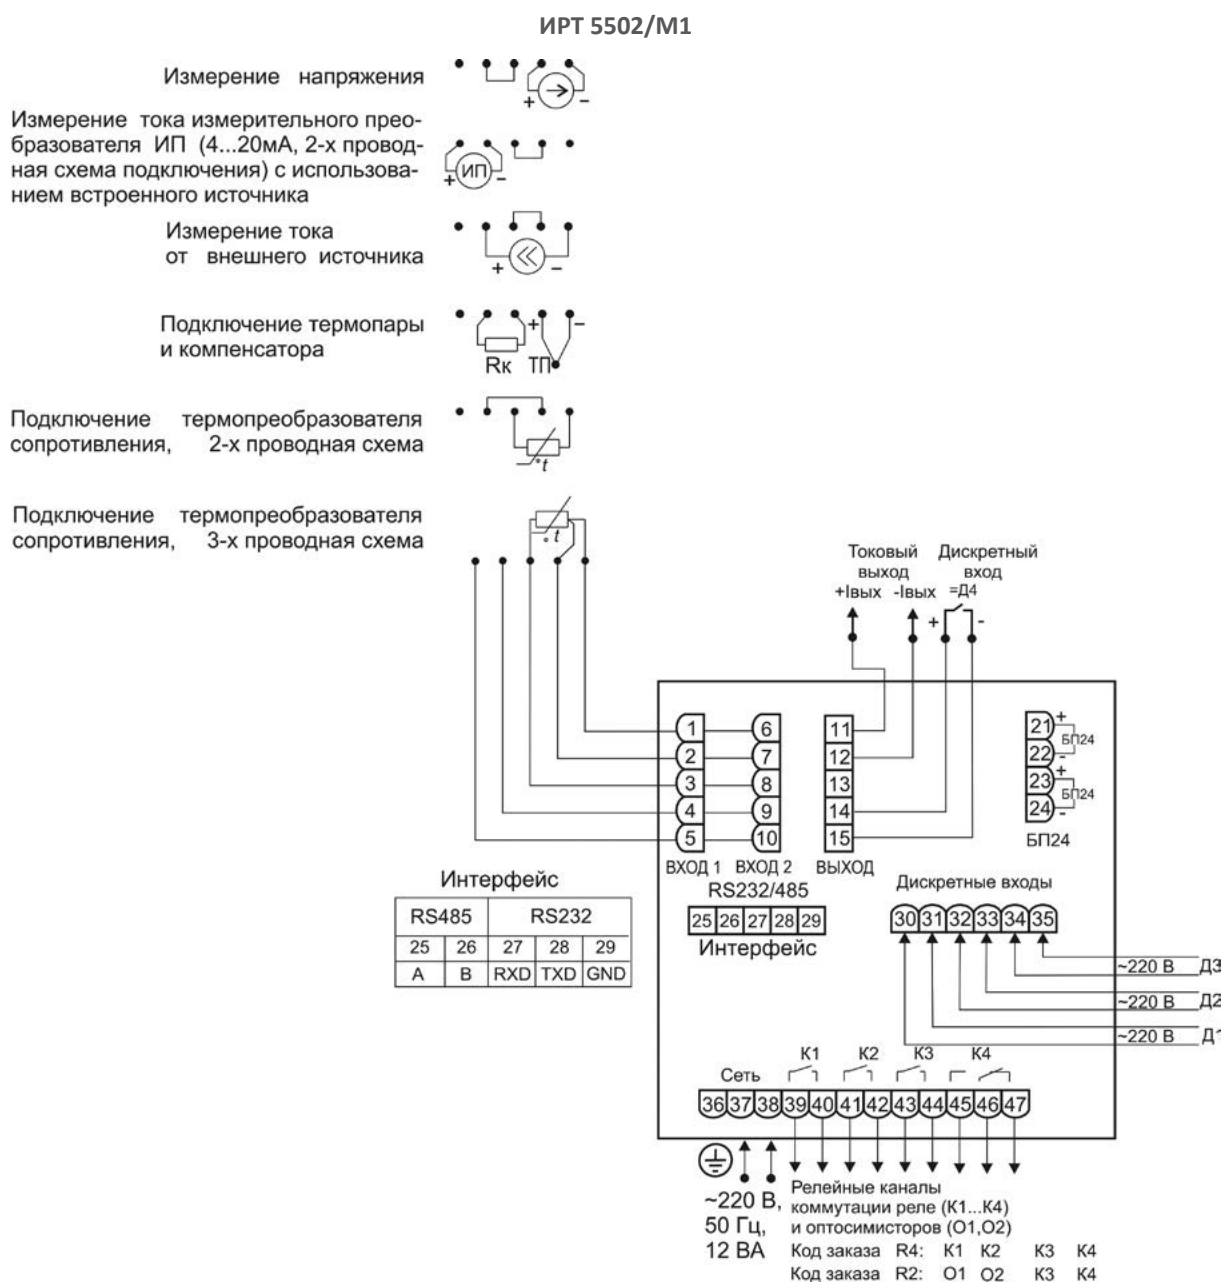 ИРТ 5502/М1
Измерение напряжения
+ -
Измерение тока измерительного прео-
бразователя ИП (4...20мА, 2-х провод-
ная схема подключения) с использова-
нием встроенного источника
ИП
+ -
Измерение тока
от внешнего источника
+ -
Подключение термопары
и компенсатора
+ -
Rк ТП
Подключение термопреобразователя
сопротивления, 2-х проводная схема
°t
Подключение термопреобразователя
сопротивления, 3-х проводная схема
°t
Токовый Дискретный
выход вход
+Iвых -Iвых =Д4
+ -
1 6 11 21 +
БП24
2 7 12 22 -
3 8 13 23 +
БП24
4 9 14 24 -
5 10 15 БП24
ВХОД 1 ВХОД 2 ВЫХОД
RS232/485
25 26 27 28 29
Интерфейс
Дискретные входы
30 31 32 33 34 35
~220 В Д3
~220 В Д2
~220 В Д1
Интерфейс
RS485 RS232
25 26 27 28 29
A B RXD TXD GND
К1 К2 К3 К4
Сеть
36 37 38 39 40 41 42 43 44 45 46 47
~220 В,
50 Гц,
12 ВА
Релейные каналы
коммутации реле (К1...К4)
и оптосимисторов (О1,О2)
Код заказа R4: К1 К2 К3 К4
Код заказа R2: О1 О2 К3 К4